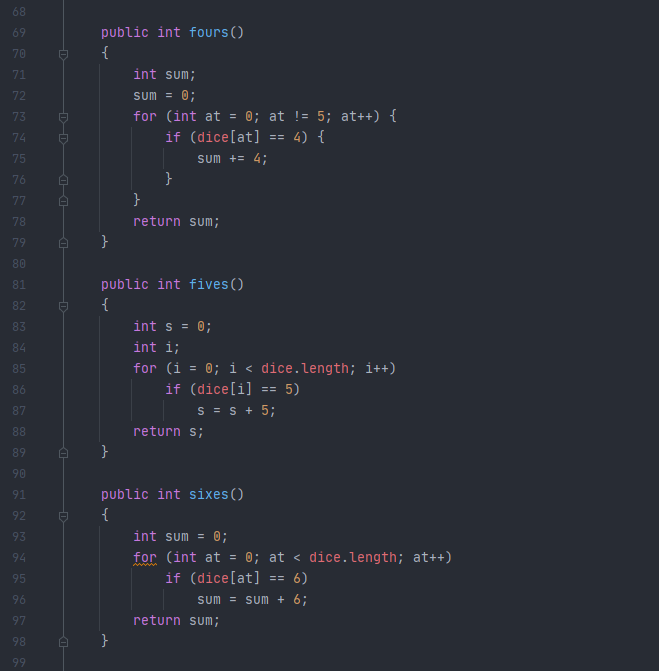 68
69 public int fours()
70 {
71 int sum;
72 sum = 0;
73 for (int at = 0; at != 5; at++) {
74 if (dice[at] == 4) {
75 sum += 4;
76 }
77 }
78 return sum;
79 }
80
81 public int fives()
82 {
83 int s = 0;
84 int i;
85 for (i = 0; i < dice.length; i++)
86 if (dice[i] == 5)
87 s = s + 5;
88 return s;
89 }
90
91 public int sixes()
92 {
93 int sum = 0;
94 for (int at = 0; at < dice.length; at++)
95 if (dice[at] == 6)
96 sum = sum + 6;
97 return sum;
98 }
99